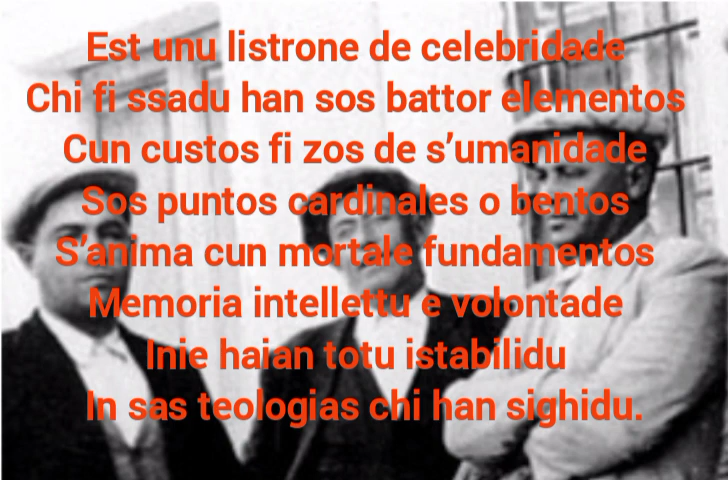 Est unu listrone de celebridade
Chi fi ssadu han sos battor elementos
Cun custos fi zos de s’umanidade
Sos puntos cardinales o bentos
S’anima cun mortale fundamentos
Memoria intellettu e volontade
Inie haian totu istabilidu
In sas teologias chi han sighidu.